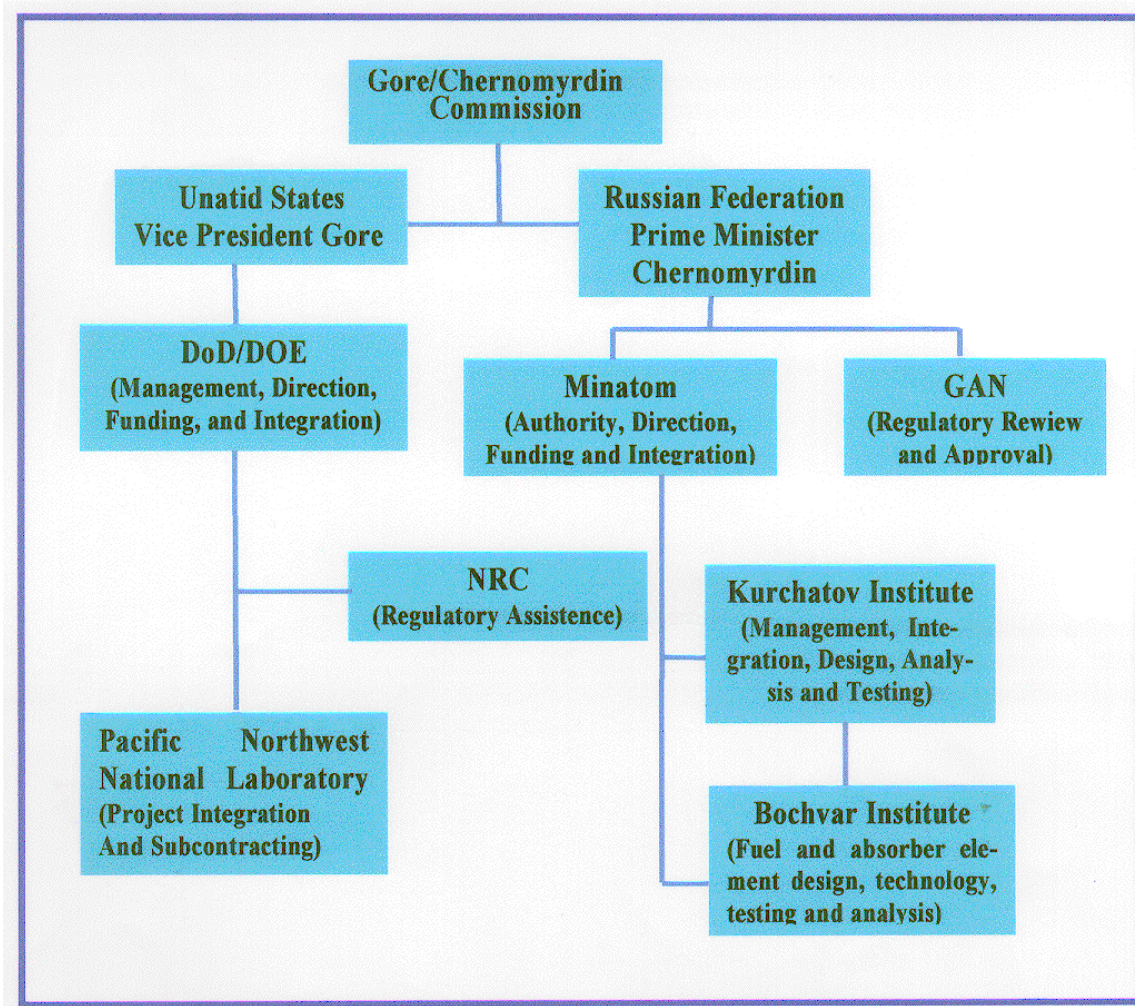 Gore/Chernomyrdin
Commission
Unatid States
Vice President Gore
Russian Federation
Prime Minister
Chernomyrdin
DoD/DOE
(Management, Direction,
Funding, and Integration)
Minatom
(Authority, Direction,
Funding and Integration)
GAN
(Regulatory Rewiew
and Approval)
NRC
(Regulatory Assistence)
Kurchatov Institute
(Management, Inte-
gration, Design, Analy-
sis and Testing)
Pacific Northwest
National Laboratory
(Project Integration
And Subcontracting)
Bochvar Institute
(Fuel and absorber ele-
ment design, technology,
testing and analysis)